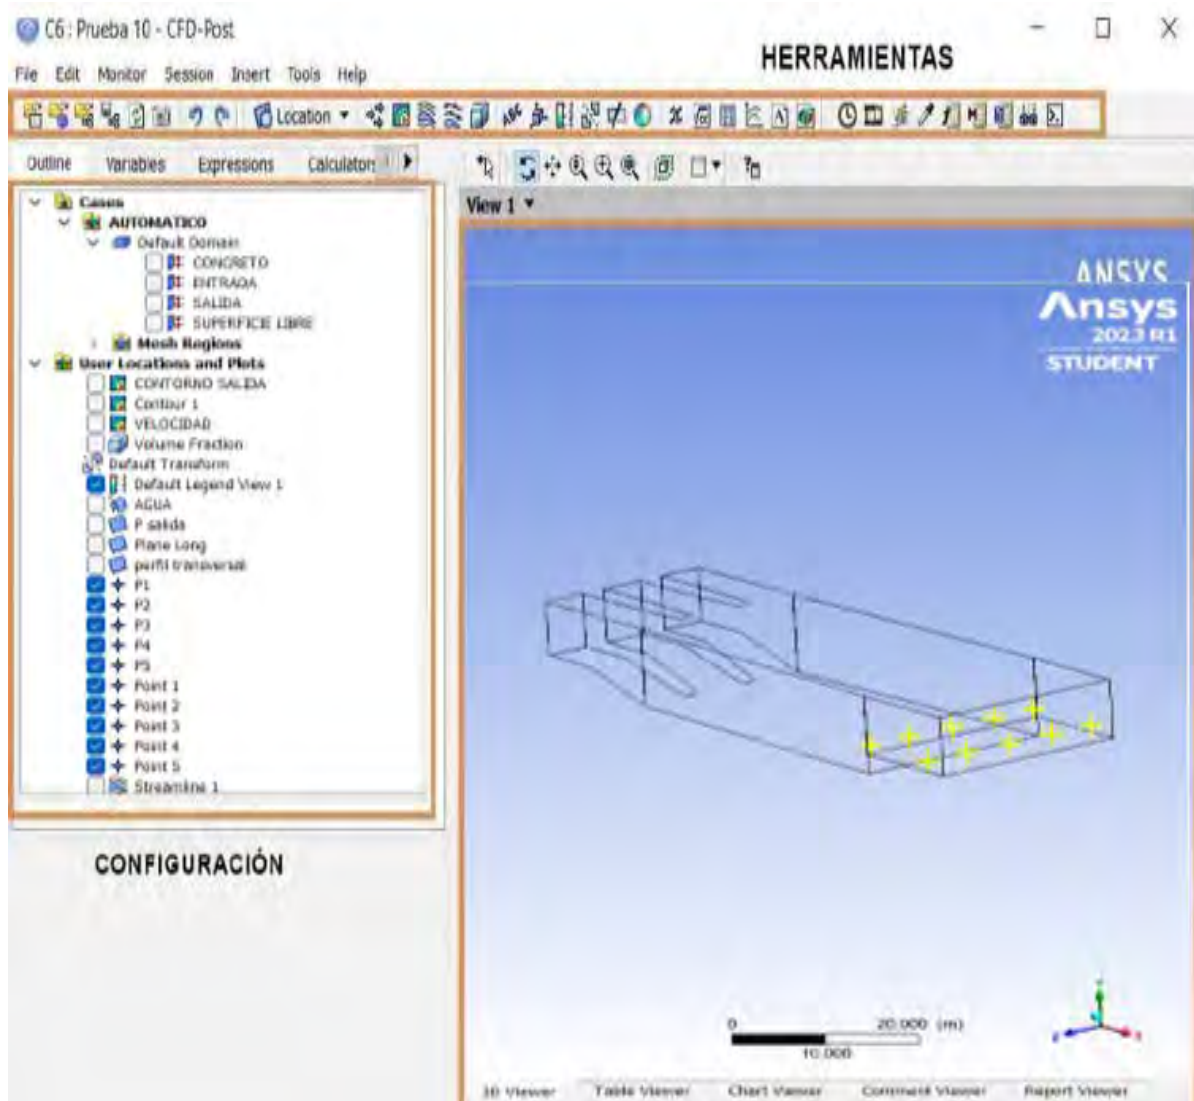 C6 : Prueba 10 - CFD-Post
HERRAMIENTAS
File Edit Monitor Session Insert Tools Help
Location
Outline Variables Expressions Calculators
View 1
Cases
AUTOMATICO
Default Domain
CONCRETO
ENTRADA
SALIDA
SUPERFICIE LIBRE
Mesh Regions
User Locations and Plots
CONTORNO SALIDA
Contour 1
VELOCIDAD
Volume Fraction
Default Transform
Default Legend View 1
AGUA
P salida
Plane Long
perfil transversal
P1
P2
P3
P4
P5
Point 1
Point 2
Point 3
Point 4
Point 5
Streamline 1
CONFIGURACIÓN
ANSYS
Ansys
2023 R1
STUDENT
0 20.000 (m)
10.000
3D Viewer Table Viewer Chart Viewer Comment Viewer Report Viewer